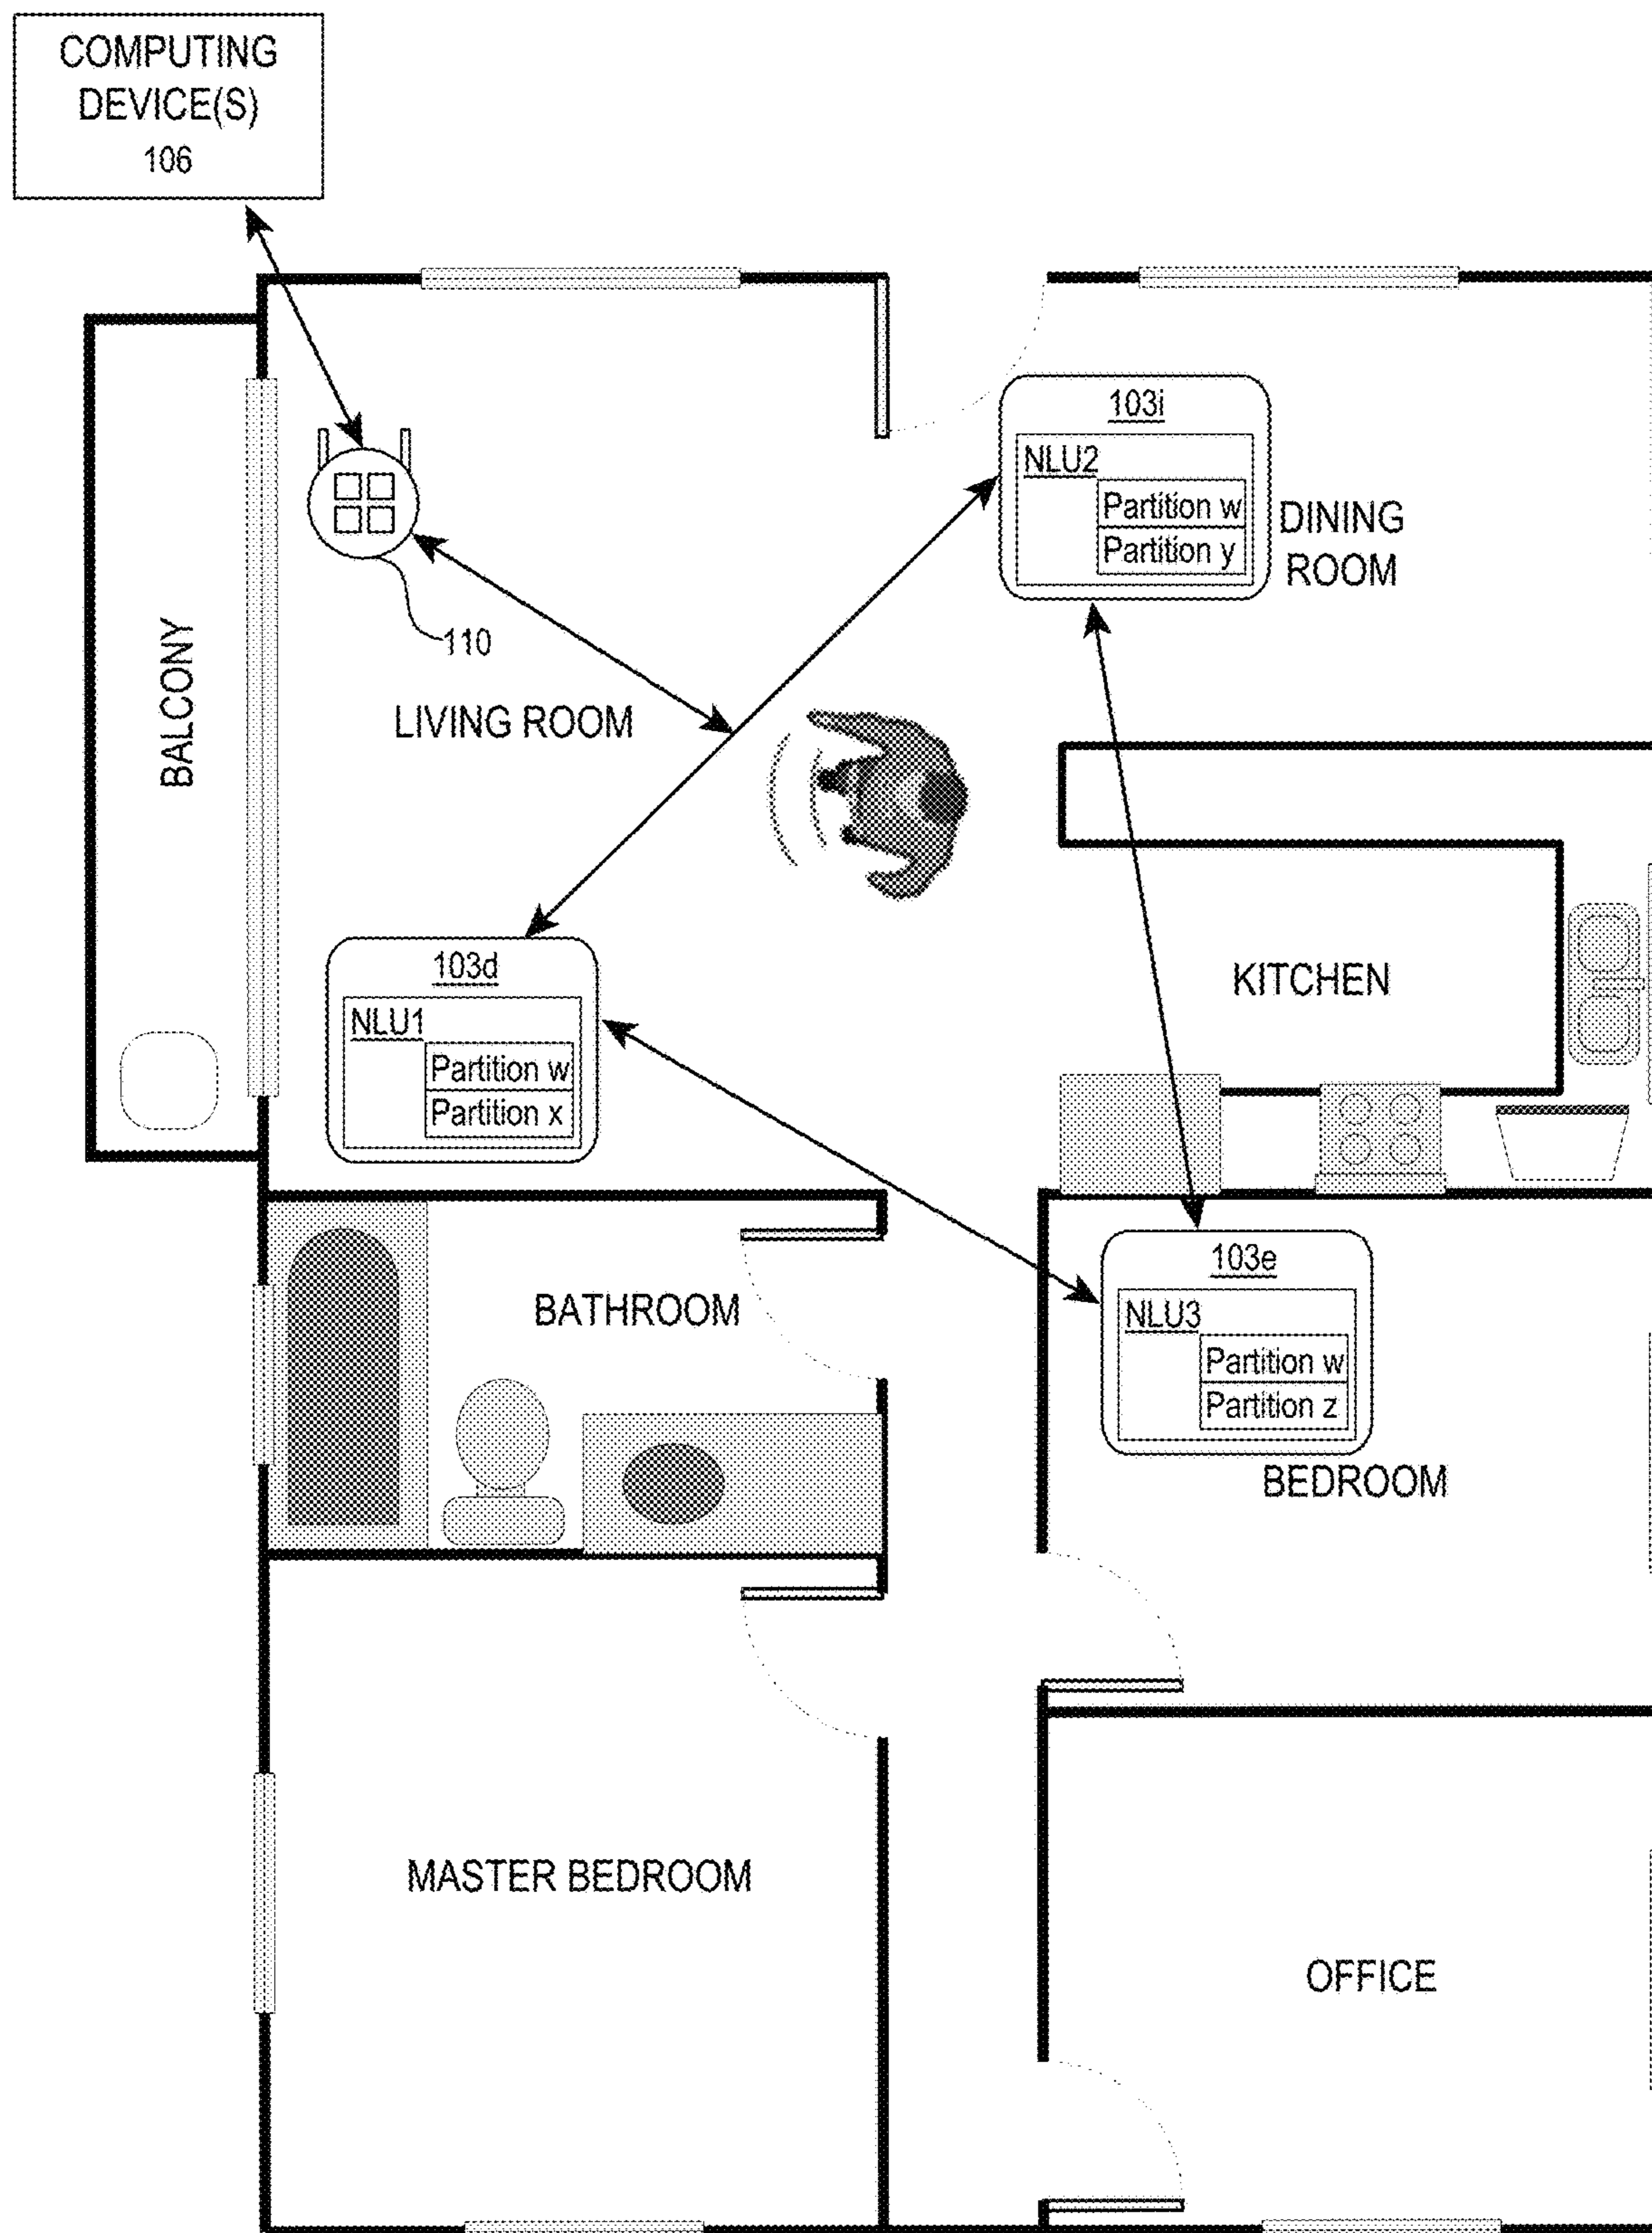 COMPUTING
DEVICE(S)
106
103i
NLU2
Partition w
Partition y
DINING
ROOM
110
BALCONY
LIVING ROOM
103d
NLU1
Partition w
Partition x
KITCHEN
103e
NLU3
Partition w
Partition z
BATHROOM
BEDROOM
MASTER BEDROOM
OFFICE